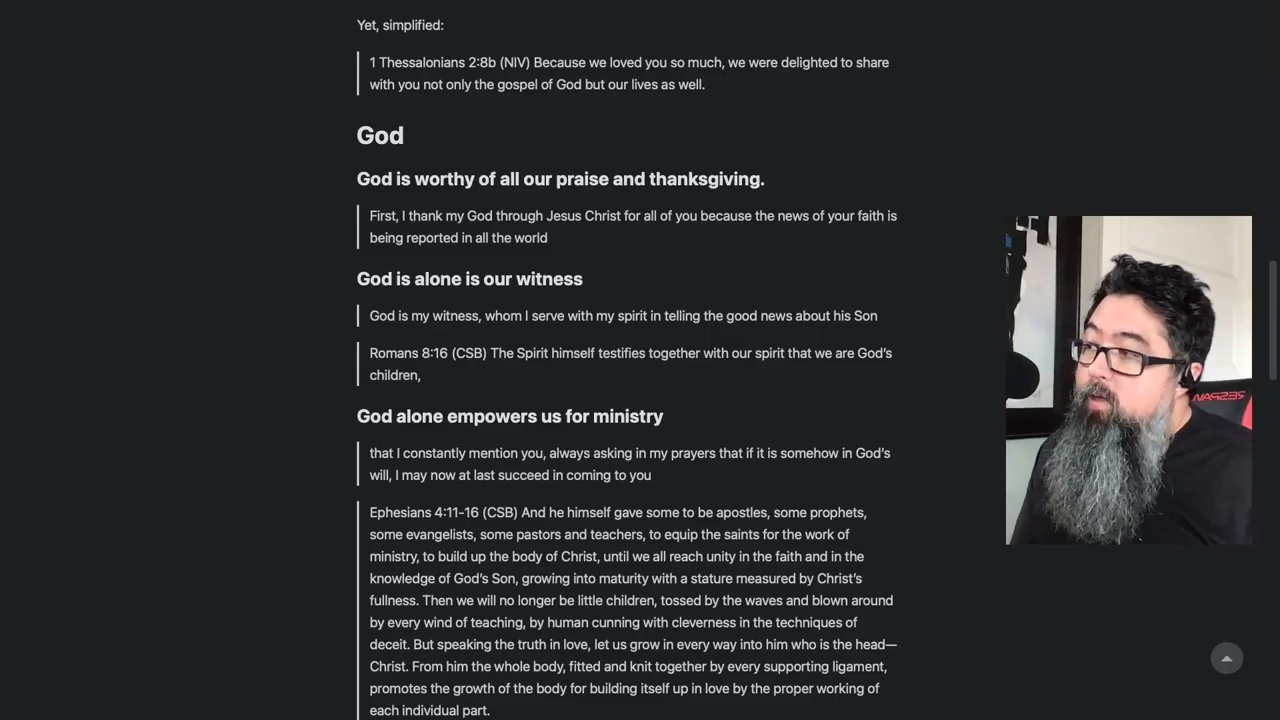 Yet, simplified:
1 Thessalonians 2:8b (NIV) Because we loved you so much, we were delighted to share
with you not only the gospel of God but our lives as well.
God
God is worthy of all our praise and thanksgiving.
First, I thank my God through Jesus Christ for all of you because the news of your faith is
being reported in all the world
God is alone is our witness
God is my witness, whom I serve with my spirit in telling the good news about his Son
Romans 8:16 (CSB) The Spirit himself testifies together with our spirit that we are God’s
children,
God alone empowers us for ministry
that I constantly mention you, always asking in my prayers that if it is somehow in God’s
will, I may now at last succeed in coming to you
Ephesians 4:11-16 (CSB) And he himself gave some to be apostles, some prophets,
some evangelists, some pastors and teachers, to equip the saints for the work of
ministry, to build up the body of Christ, until we all reach unity in the faith and in the
knowledge of God’s Son, growing into maturity with a stature measured by Christ’s
fullness. Then we will no longer be little children, tossed by the waves and blown around
by every wind of teaching, by human cunning with cleverness in the techniques of
deceit. But speaking the truth in love, let us grow in every way into him who is the head—
Christ. From him the whole body, fitted and knit together by every supporting ligament,
promotes the growth of the body for building itself up in love by the proper working of
each individual part.
RESPAW